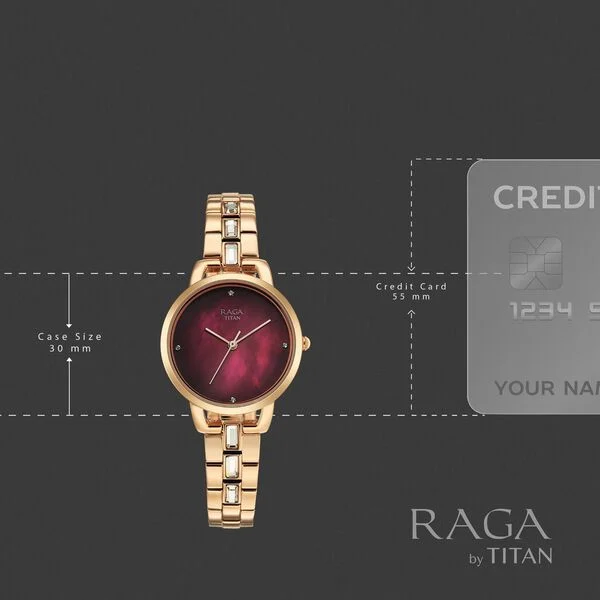 CREDIT
Credit Card
55 mm
1234 5
RAGA
TITAN
Case Size
30 mm
YOUR NAM
RAGA
by TITAN